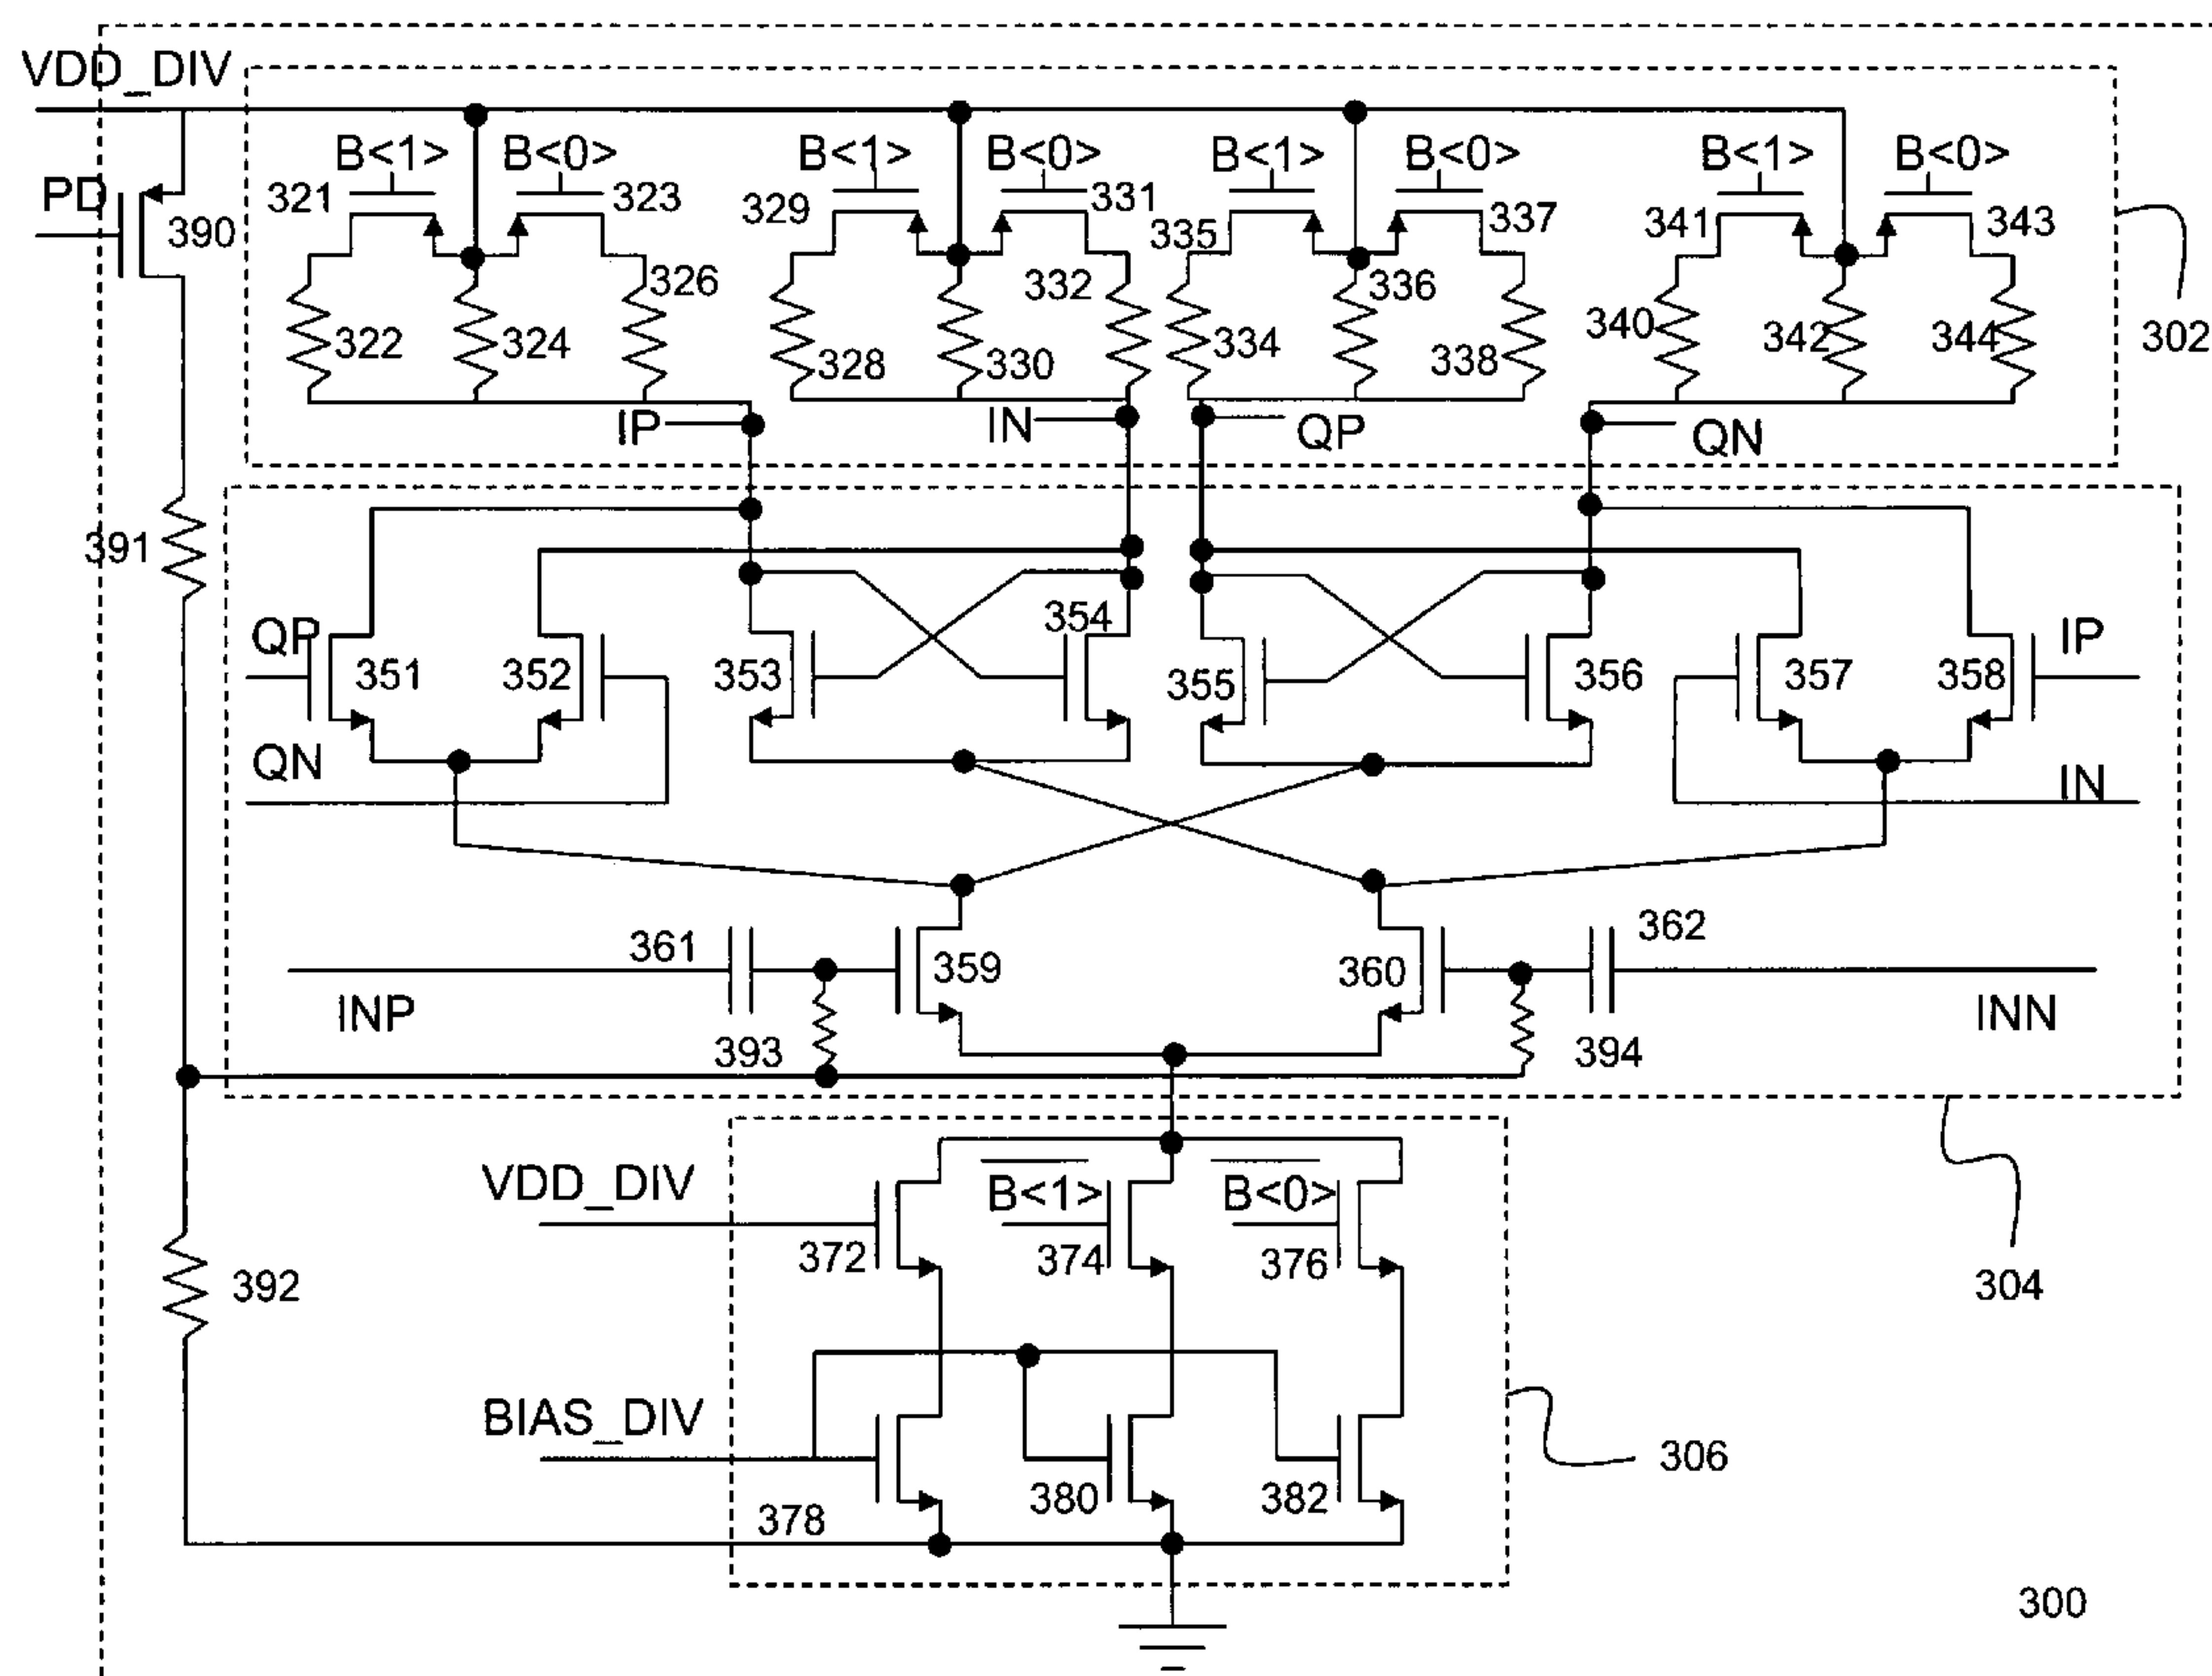 VDD_DIV
B<1> B<0> B<1> B<0> B<1> B<0> B<1> B<0>
PD 390 321 323 329 331 335 337 341 343
326 332 336
322 324 328 330 334 338 340 342 344 302
IP IN QP QN
391
354
QP 351 352 353 355 356 357 358 IP
QN IN
361 359 360 362
INP INN
393 394
VDD_DIV B<1> B<0>
372 374 376 304
392
BIAS_DIV 306
378 380 382
300